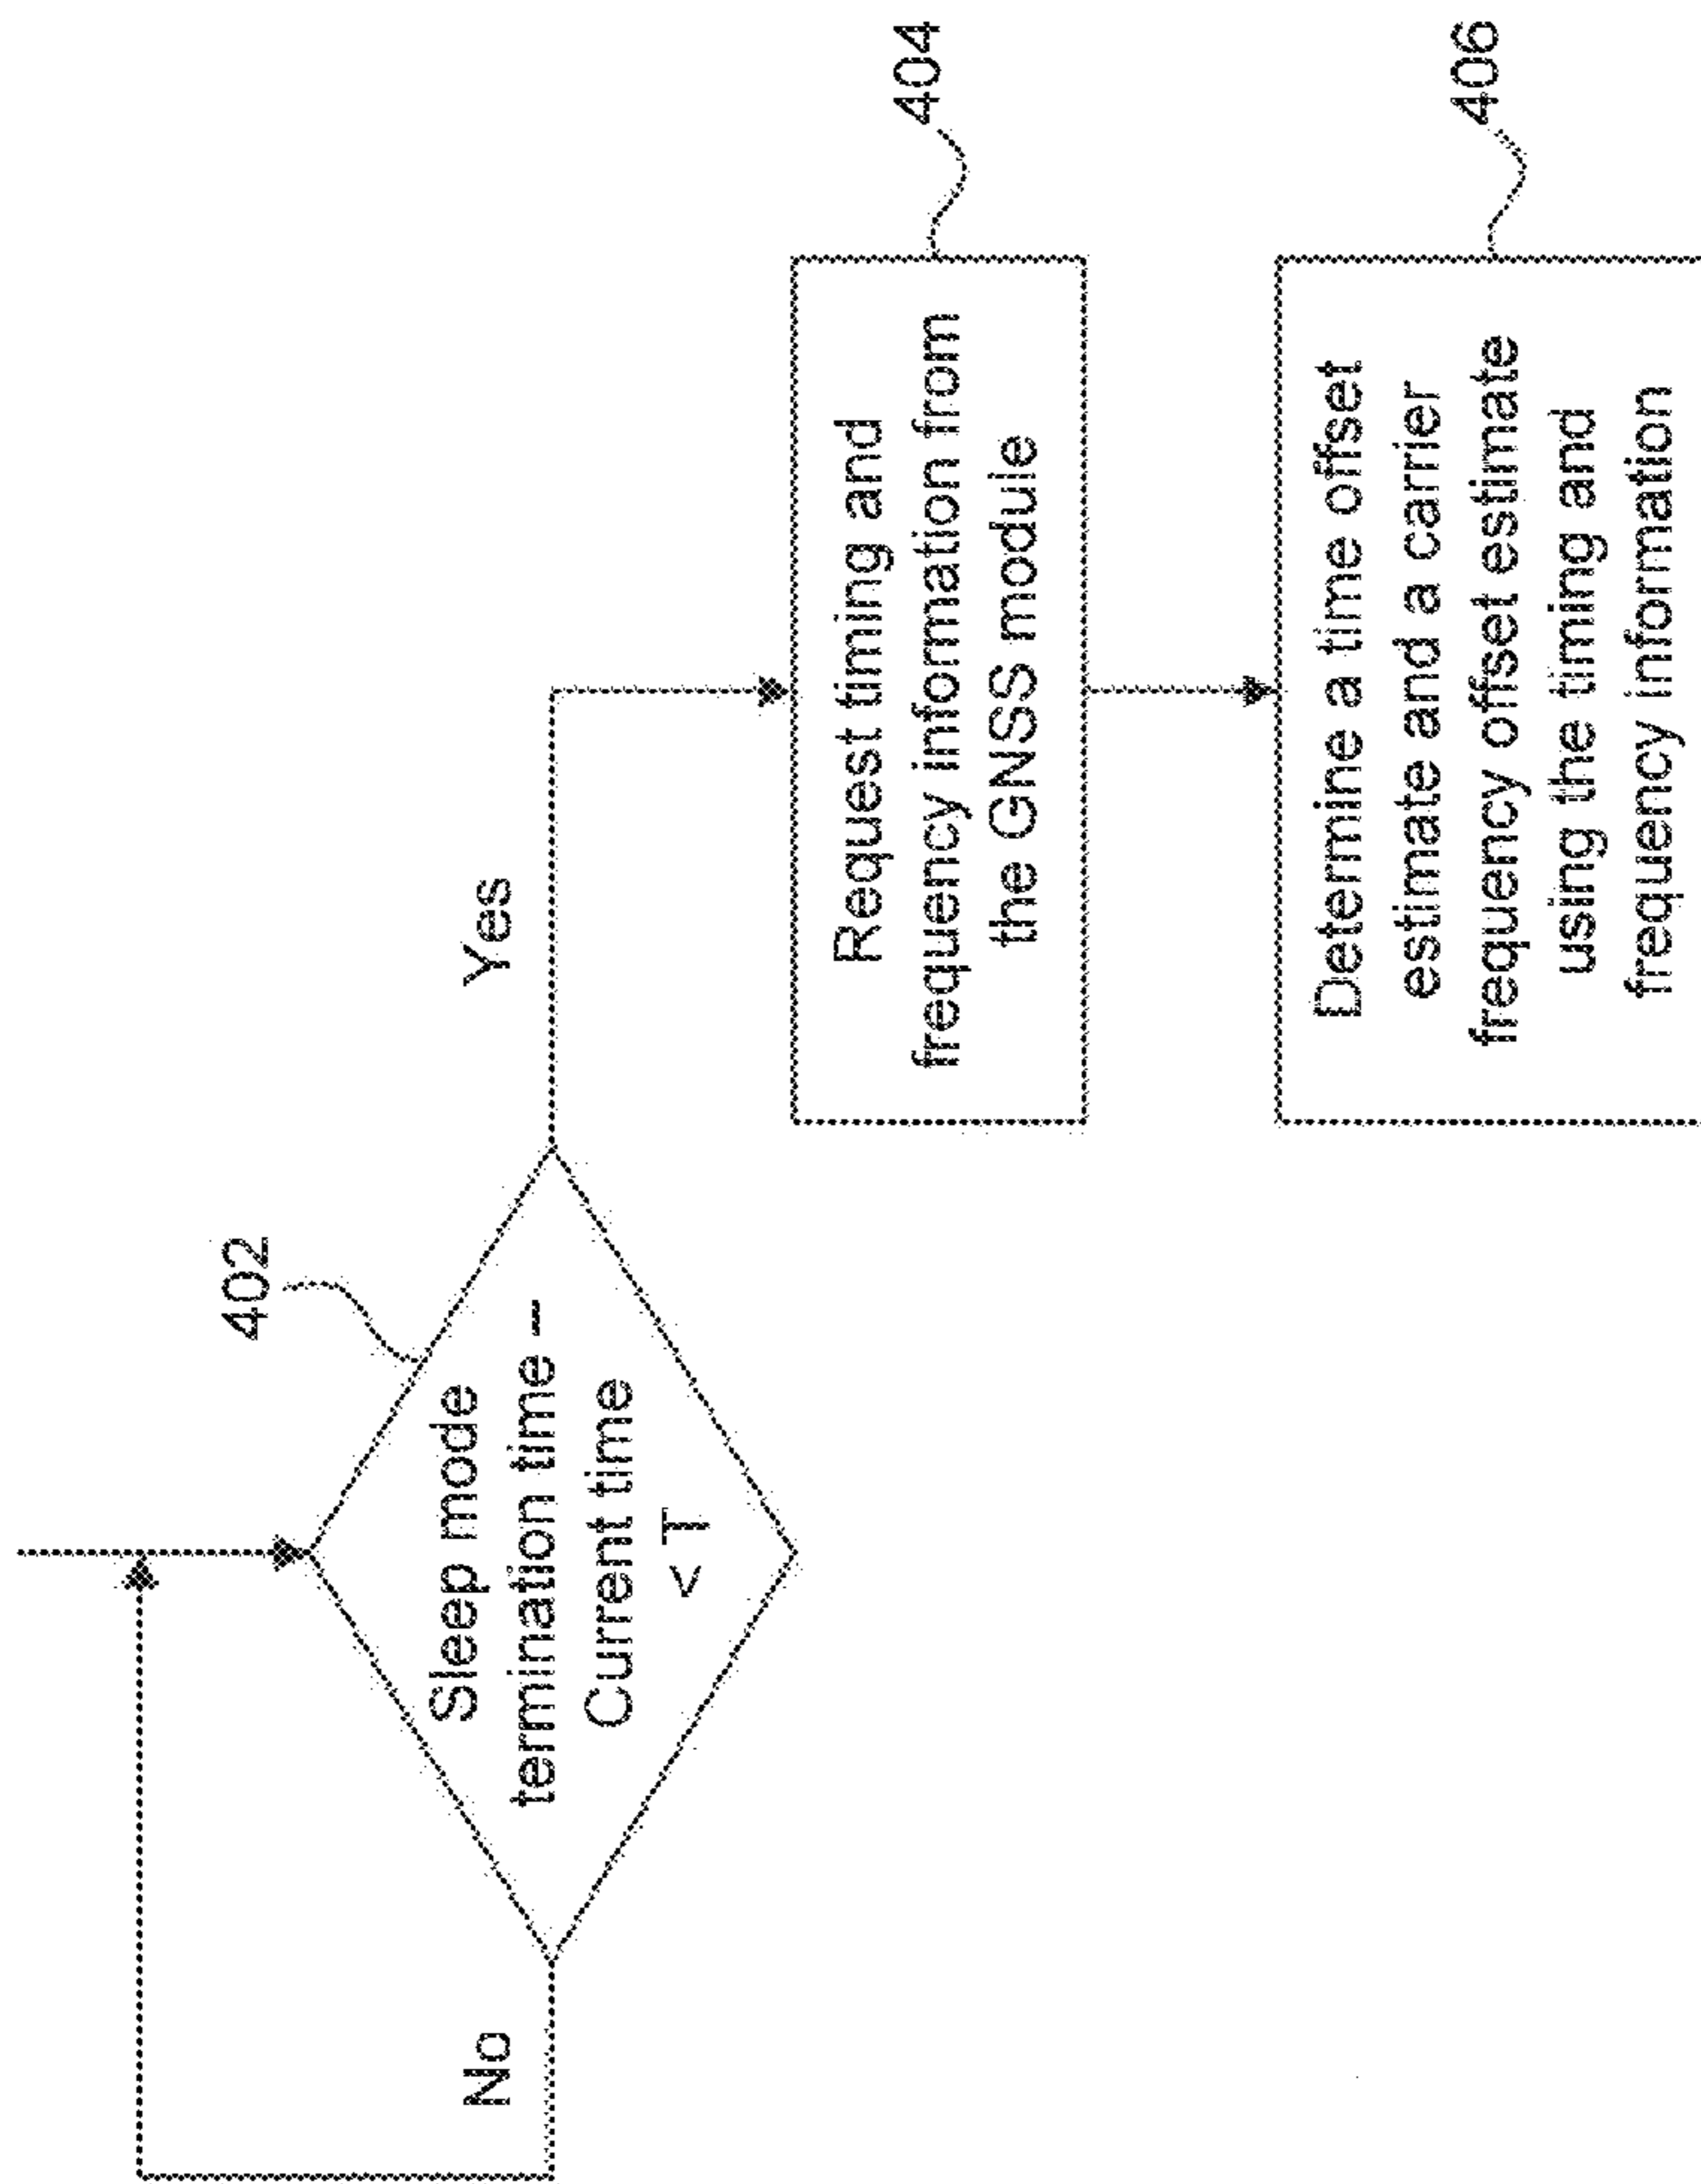 402
Sleep mode
termination time –
Current time
< T
No
Yes
404
Request timing and
frequency information from
the GNSS module
406
Determine a time offset
estimate and a carrier
frequency offset estimate
using the timing and
frequency information